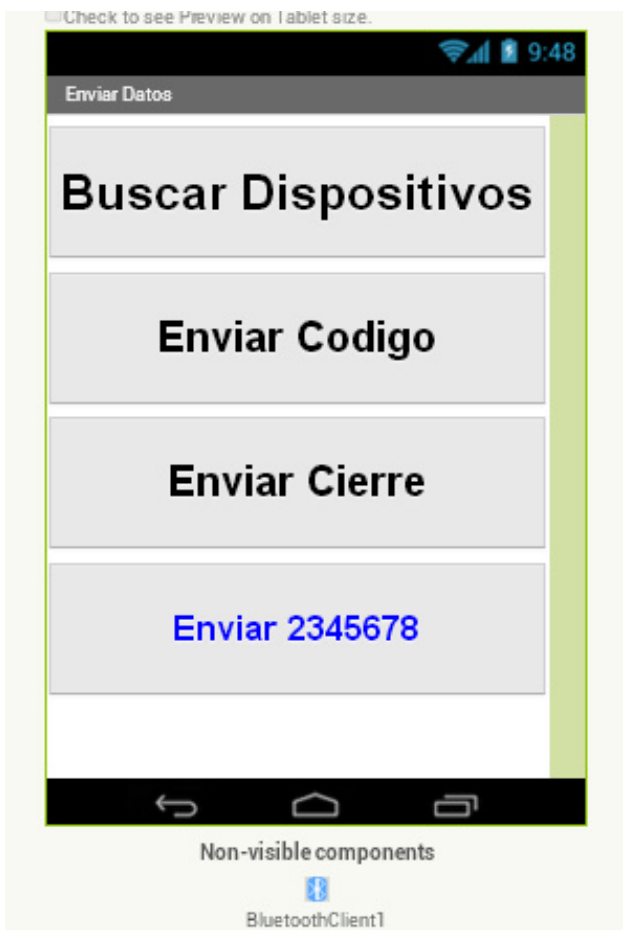 Check to see Preview on Tablet size.
9:48
Enviar Datos
Buscar Dispositivos
Enviar Codigo
Enviar Cierre
Enviar 2345678
Non-visible components
BluetoothClient1